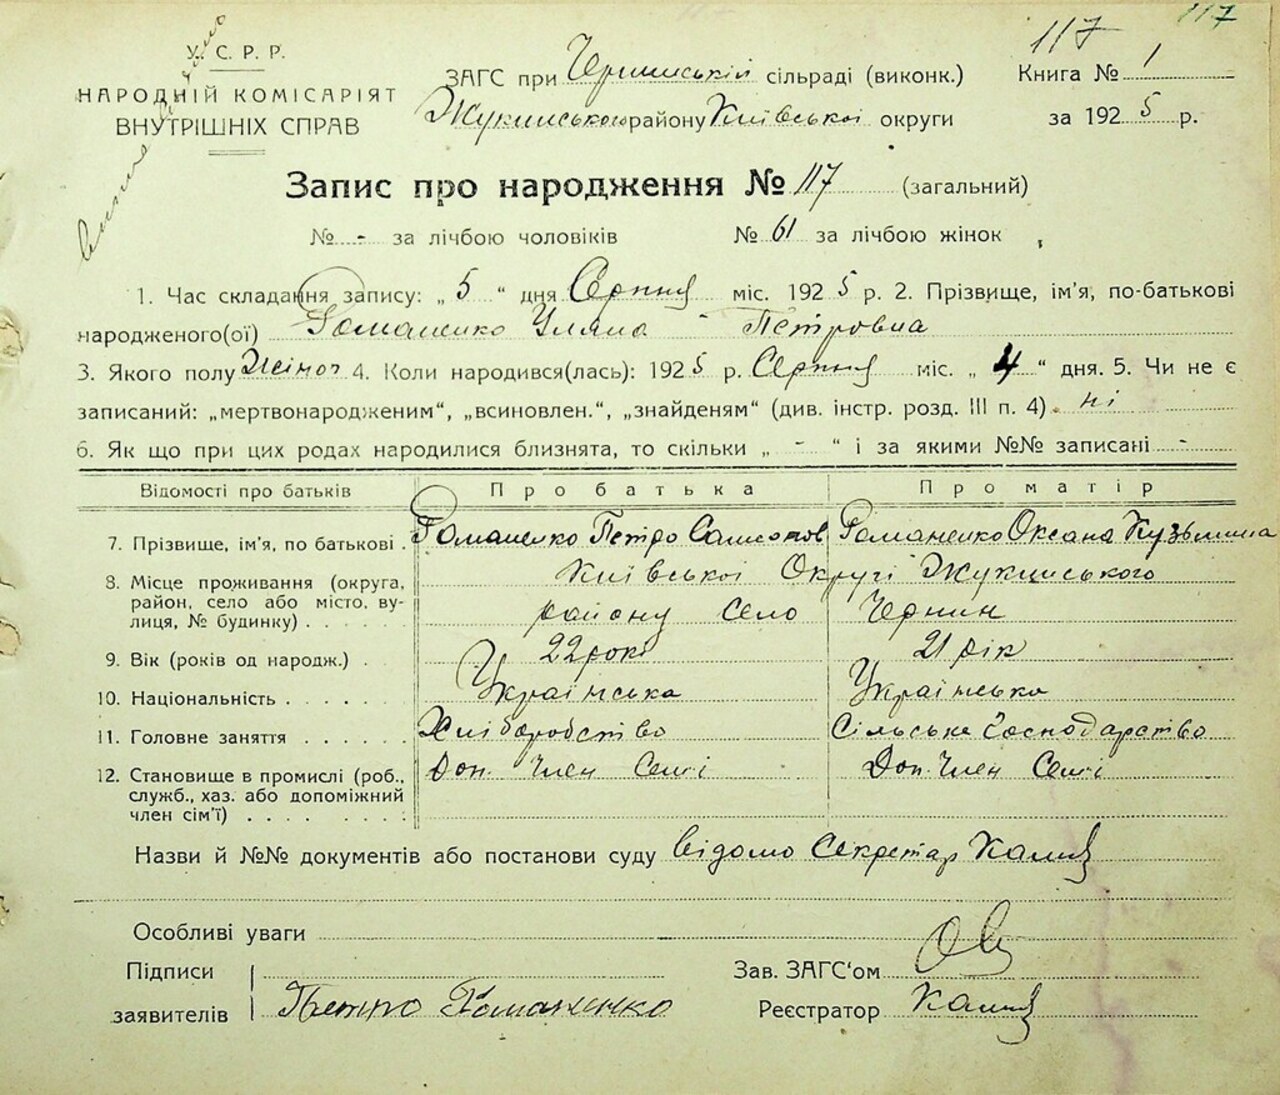 117
117
У. С. Р. Р.
НАРОДНІЙ КОМІСАРІЯТ
ВНУТРІШНІХ СПРАВ
ЗАГС при сільраді (виконк.)
Жукинського району Київської округи
Книга № 1
за 1925 р.
Запис про народження № 117 (загальний)
№ - за лічбою чоловіків № 61 за лічбою жінок
1. Час складання запису: „ 5 “ дня Серпня міс. 1925 р. 2. Прізвище, ім'я, по-батькові
народженого(ої) Романенко Уляна Петровна
3. Якого полу Жіноч 4. Коли народився(лась): 1925 р. Серпня міс. „ 4 “ дня. 5. Чи не є
записаний: „мертвонародженим“, „всиновлен.“, „знайденям“ (див. інстр. розд. III п. 4). ні
6. Як що при цих родах народилися близнята, то скільки „ - “ і за якими №№ записані -
Відомості про батьків Про батька Про матір
7. Прізвище, ім'я, по батькові . Романенко Петро Самсонов Романенко Оксана Кузьмина
8. Місце проживання (округа, Київської Округі Жукинського
район, село або місто, ву-
лиця, № будинку) . . . . . району Село Чернин
9. Вік (років од народж.) . 22 рокі 21 рік
10. Національність . . . . . . Українська Українська
11. Головне заняття . . . . . . Хліборобство Сільське Господарство
12. Становище в промислі (роб., Доп. Член Семї Доп. Член Семї
служб., хаз. або допоміжний
член сім'ї) . . . . . . . .
Назви й №№ документів або постанови суду відомо Секретар
Особливі уваги
Підписи
заявителів Петро Романенко
Зав. ЗАГС‘ом
Реєстратор